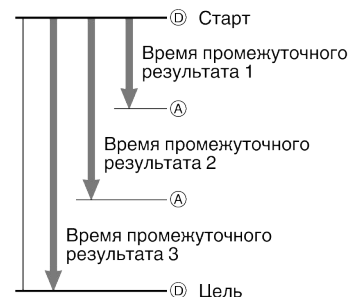 Ⓓ Старт
Время промежуточного
результата 1
Ⓐ
Время промежуточного
результата 2
Ⓐ
Время промежуточного
результата 3
Ⓓ Цель